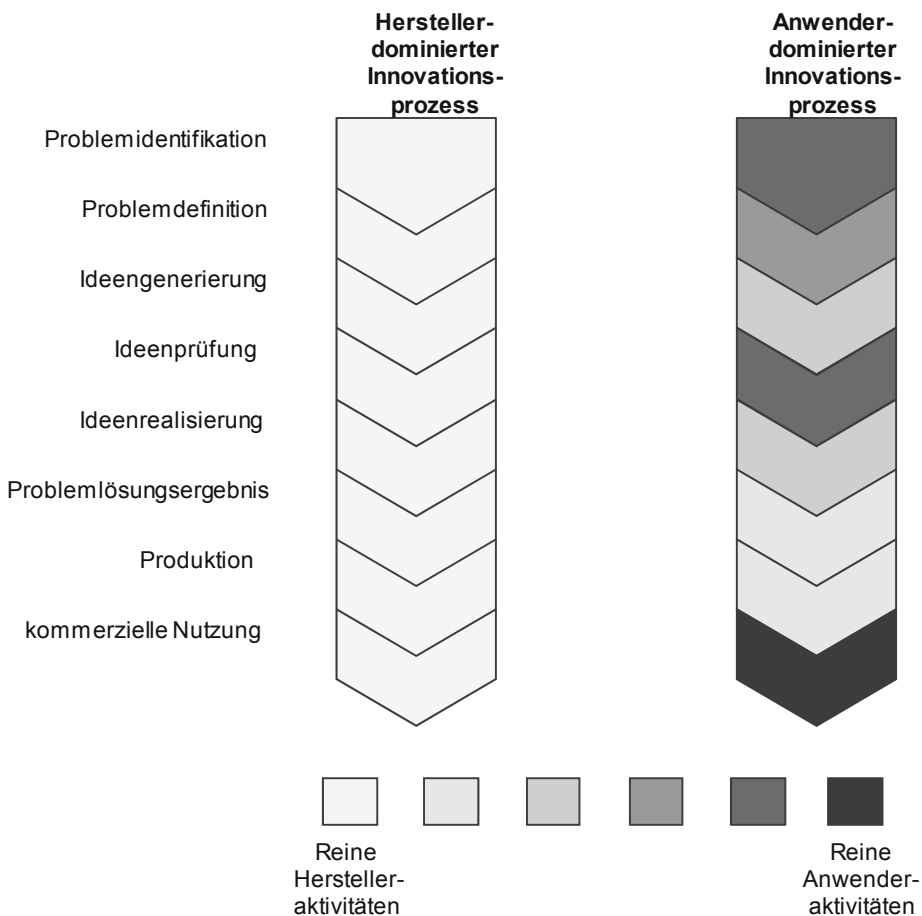 Hersteller-
dominierter
Innovations-
prozess
Anwender-
dominierter
Innovations-
prozess
Problemidentifikation
Problemdefinition
Ideengenerierung
Ideenprüfung
Ideenrealisierung
Problemlösungsergebnis
Produktion
kommerzielle Nutzung
Reine
Hersteller-
aktivitäten
Reine
Anwender-
aktivitäten